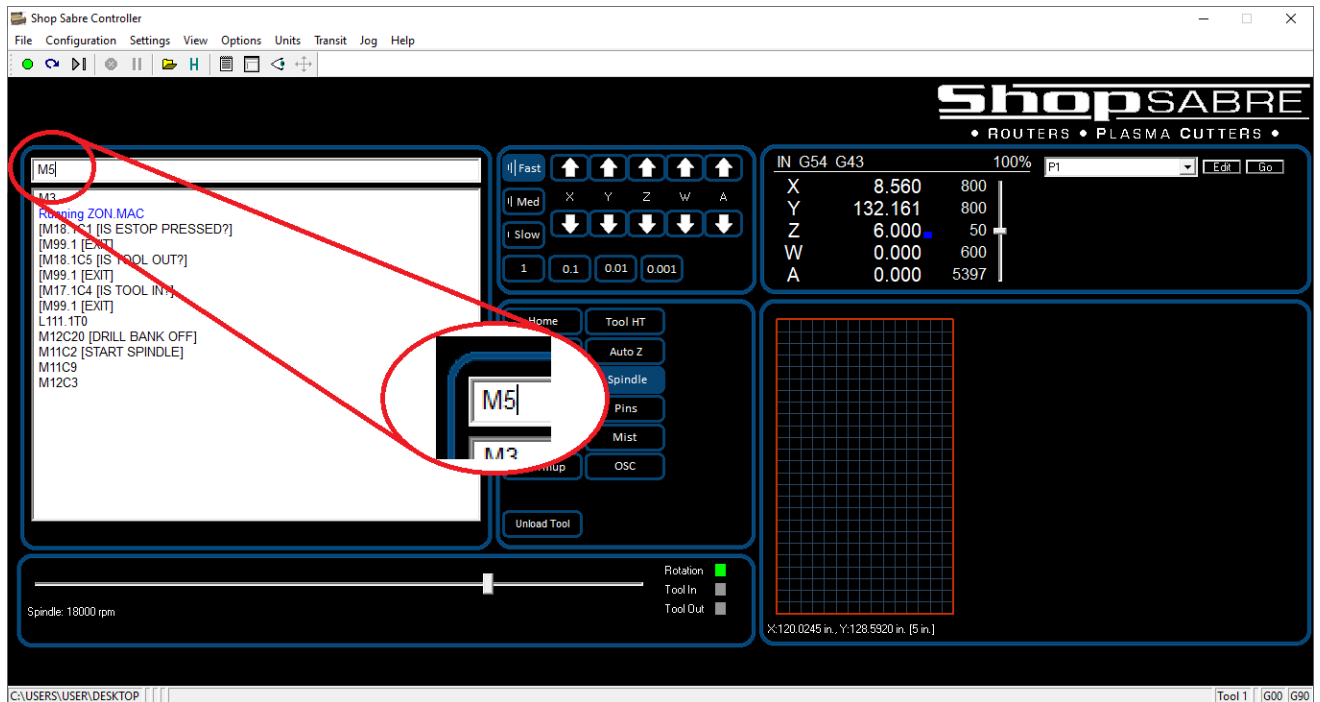 Shop Sabre Controller
File Configuration Settings View Options Units Transit Jog Help
H
ShopSABRE
• ROUTERS • PLASMA CUTTERS •
M5
M3
Running ZON.MAC
[M18.1C1 [IS ESTOP PRESSED?]
[M99.1 [EXIT]
[M18.1C5 [IS TOOL OUT?]
[M99.1 [EXIT]
[M17.1C4 [IS TOOL IN?]
[M99.1 [EXIT]
L111.1T0
M12C20 [DRILL BANK OFF]
M11C2 [START SPINDLE]
M11C9
M12C3
Fast
Med
Slow
X Y Z W A
1 0.1 0.01 0.001
IN G54 G43 100%
X 8.560 800
Y 132.161 800
Z 6.000 50
W 0.000 600
A 0.000 5397
P1 Edit Go
Home Tool HT
Auto Z
Spindle
Pins
Mist
OSC
Unload Tool
M5
M3
Rotation
Tool In
Tool Out
Spindle: 18000 rpm
X:120.0245 in., Y:128.5920 in. [5 in.]
C:\USERS\USER\DESKTOP
Tool 1 G00 G90